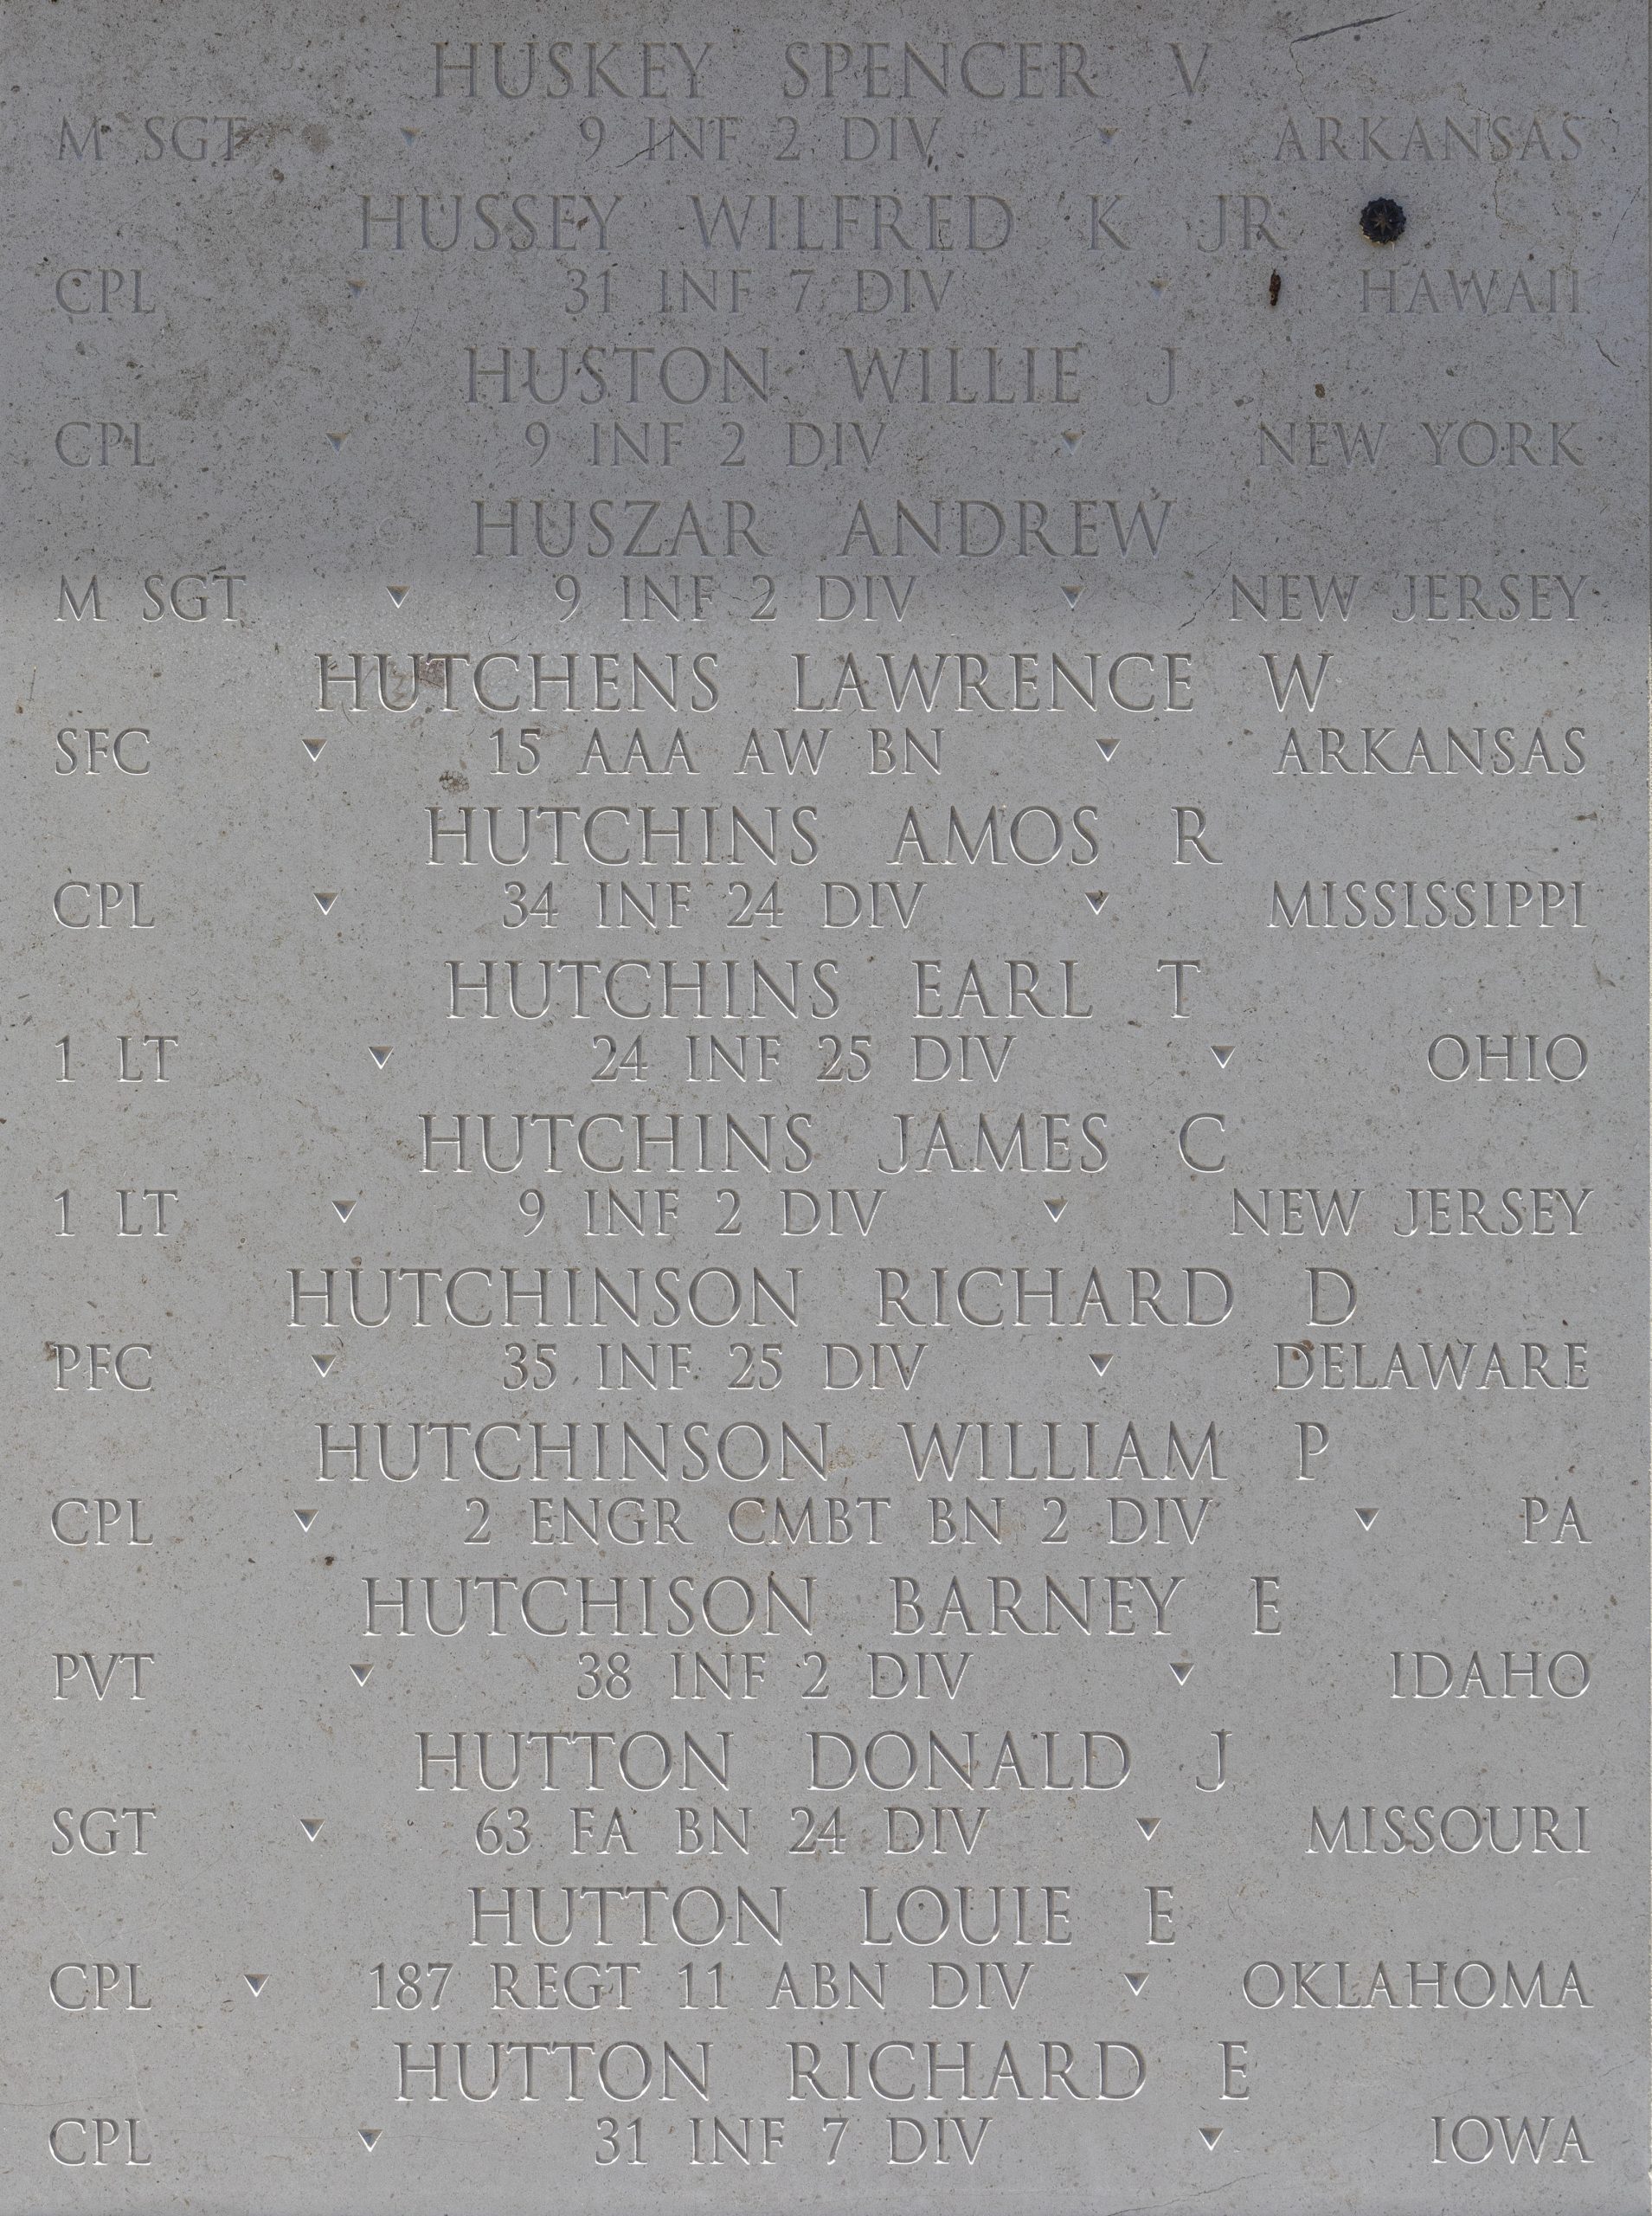 HUSKEY SPENCER V
M SGT 9 INF 2 DIV ARKANSAS
HUSSEY WILFRED K JR
CPL 31 INF 7 DIV HAWAII
HUSTON WILLIE J
CPL 9 INF 2 DIV NEW YORK
HUSZAR ANDREW
M SGT 9 INF 2 DIV NEW JERSEY
HUTCHENS LAWRENCE W
SFC 15 AAA AW BN ARKANSAS
HUTCHINS AMOS R
CPL 34 INF 24 DIV MISSISSIPPI
HUTCHINS EARL T
1 LT 24 INF 25 DIV OHIO
HUTCHINS JAMES C
1 LT 9 INF 2 DIV NEW JERSEY
HUTCHINSON RICHARD D
PFC 35 INF 25 DIV DELAWARE
HUTCHINSON WILLIAM P
CPL 2 ENGR CMBT BN 2 DIV PA
HUTCHISON BARNEY E
PVT 38 INF 2 DIV IDAHO
HUTTON DONALD J
SGT 63 FA BN 24 DIV MISSOURI
HUTTON LOUIE E
CPL 187 REGT 11 ABN DIV OKLAHOMA
HUTTON RICHARD E
CPL 31 INF 7 DIV IOWA